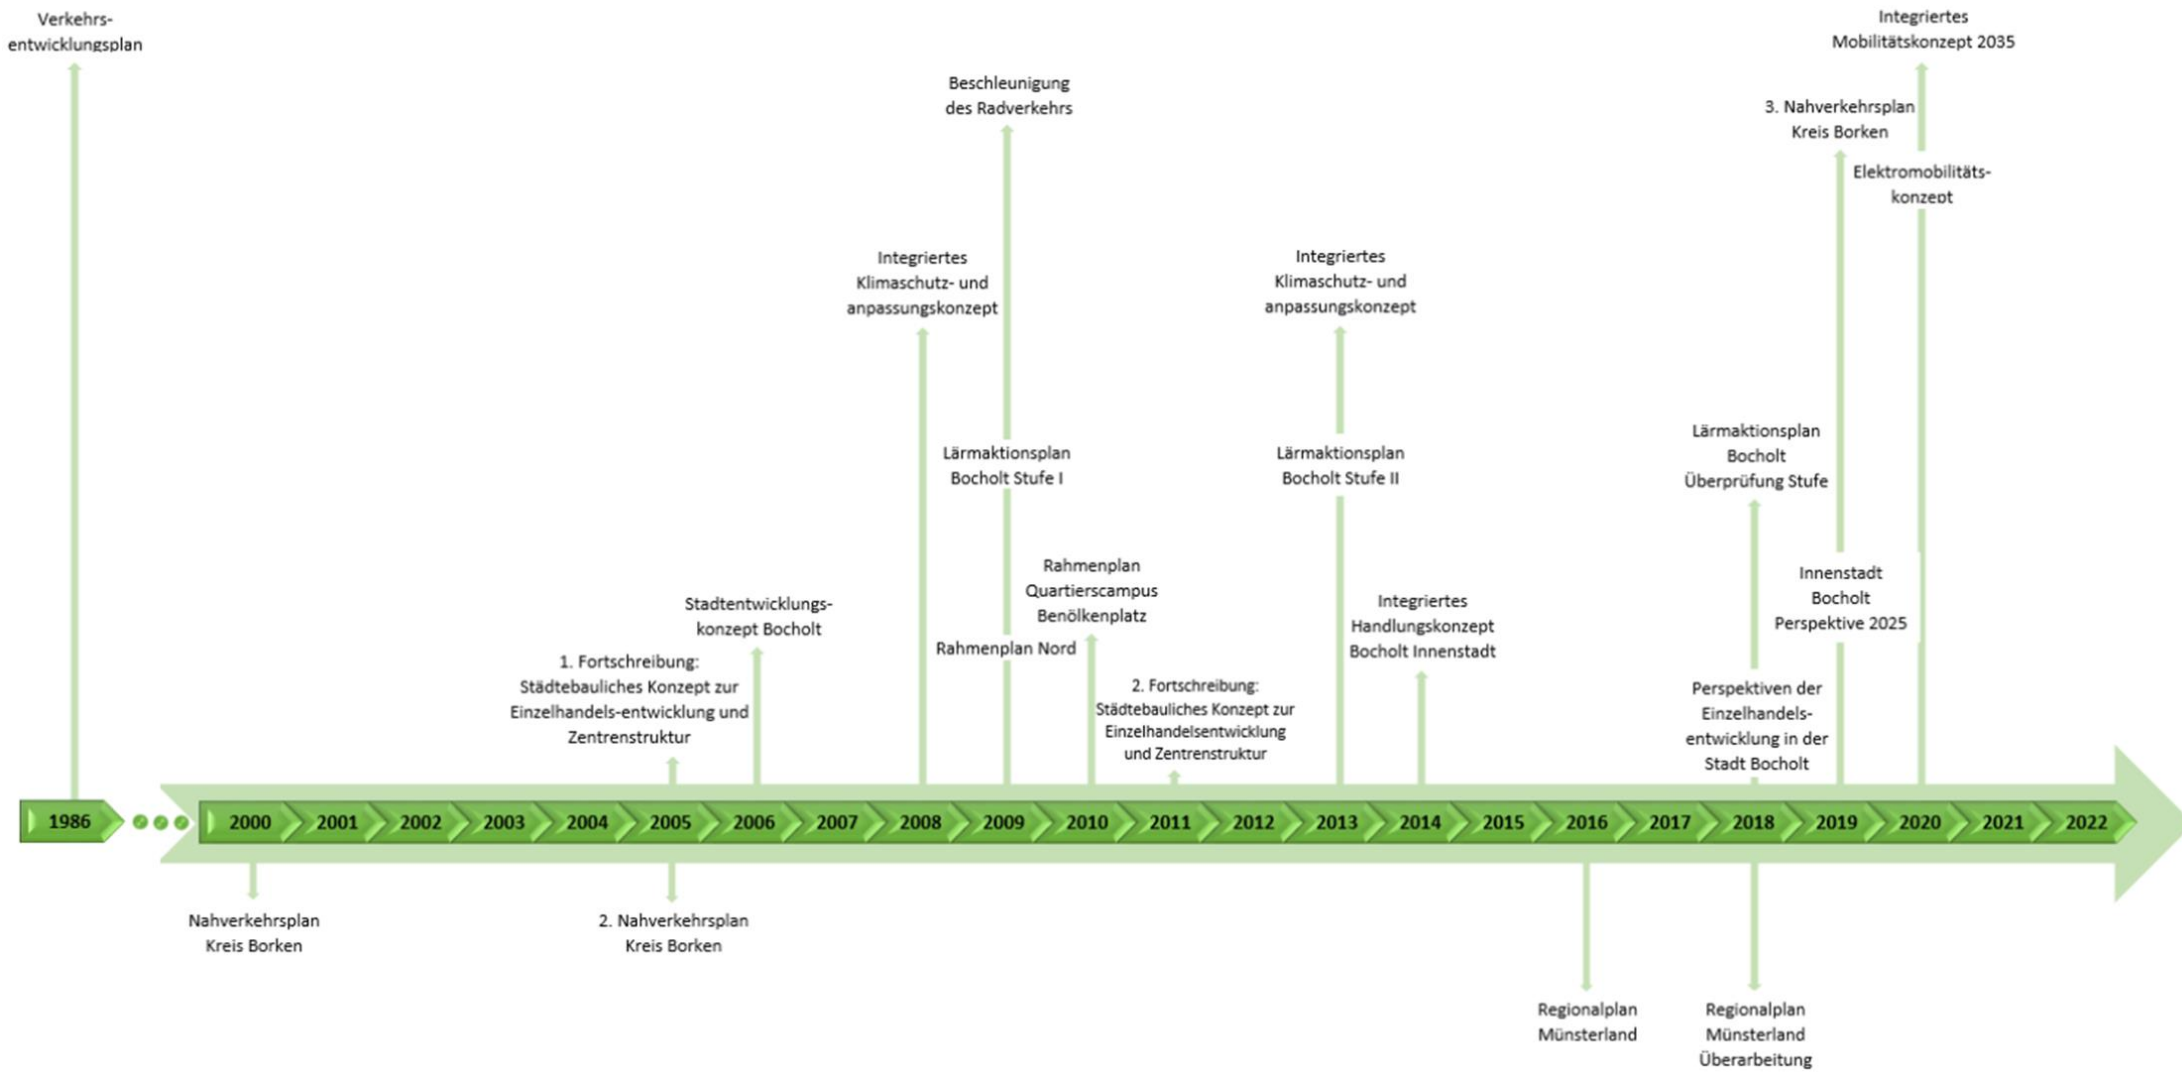 Verkehrs-
entwicklungsplan
Integriertes
Mobilitätskonzept 2035
Beschleunigung
des Radverkehrs
3. Nahverkehrsplan
Kreis Borken
Elektromobilitäts-
konzept
Integriertes
Klimaschutz- und
anpassungskonzept
Integriertes
Klimaschutz- und
anpassungskonzept
Lärmaktionsplan
Bocholt Stufe I
Lärmaktionsplan
Bocholt Stufe II
Lärmaktionsplan
Bocholt
Überprüfung Stufe
Rahmenplan
Quartierscampus
Benölkenplatz
Innenstadt
Bocholt
Perspektive 2025
Stadtentwicklungs-
konzept Bocholt
Rahmenplan Nord
Integriertes
Handlungskonzept
Bocholt Innenstadt
1. Fortschreibung:
Städtebauliches Konzept zur
Einzelhandels-entwicklung und
Zentrenstruktur
2. Fortschreibung:
Städtebauliches Konzept zur
Einzelhandelsentwicklung
und Zentrenstruktur
Perspektiven der
Einzelhandels-
entwicklung in der
Stadt Bocholt
1986 2000 2001 2002 2003 2004 2005 2006 2007 2008 2009 2010 2011 2012 2013 2014 2015 2016 2017 2018 2019 2020 2021 2022
Nahverkehrsplan
Kreis Borken
2. Nahverkehrsplan
Kreis Borken
Regionalplan
Münsterland
Regionalplan
Münsterland
Überarbeitung